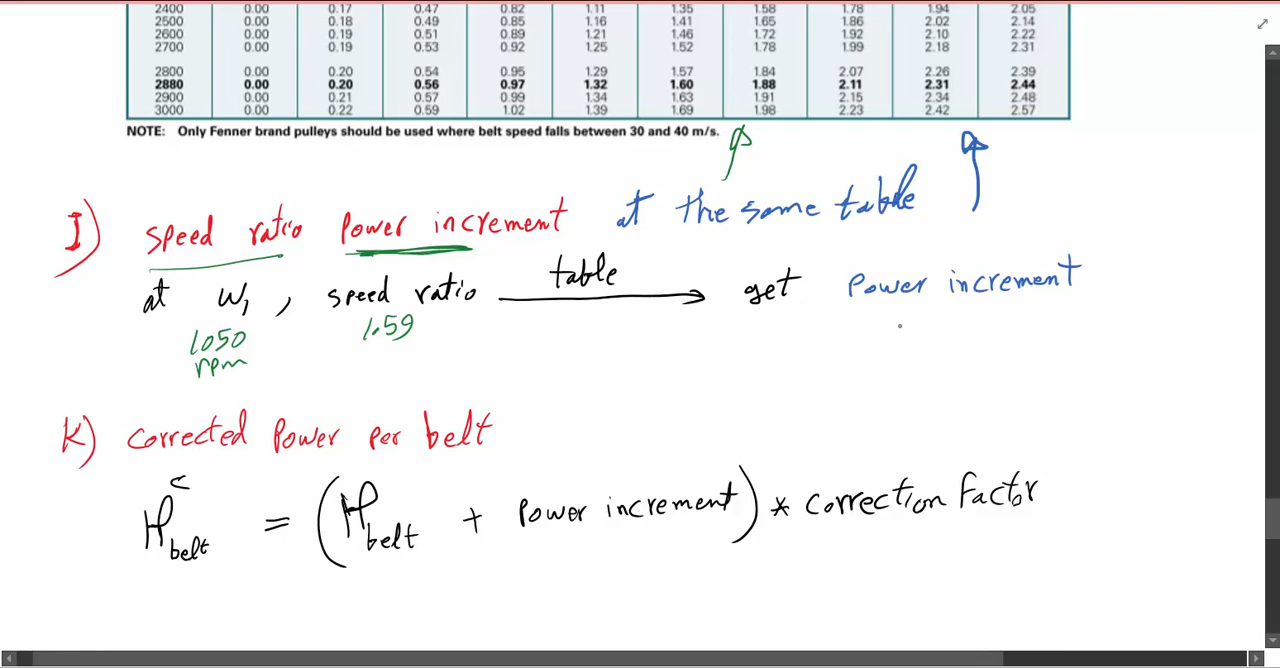 2400 0.00 0.17 0.47 0.82 1.11 1.35 1.58 1.78 1.94 2.05
2500 0.00 0.18 0.49 0.85 1.16 1.41 1.65 1.86 2.02 2.14
2600 0.00 0.19 0.51 0.89 1.21 1.46 1.72 1.92 2.10 2.22
2700 0.00 0.19 0.53 0.92 1.25 1.52 1.78 1.99 2.18 2.31
2800 0.00 0.20 0.54 0.95 1.29 1.57 1.84 2.07 2.26 2.39
2880 0.00 0.20 0.56 0.97 1.32 1.60 1.88 2.11 2.31 2.44
2900 0.00 0.21 0.57 0.99 1.34 1.63 1.91 2.15 2.34 2.48
3000 0.00 0.22 0.59 1.02 1.39 1.69 1.98 2.23 2.42 2.57
NOTE: Only Fenner brand pulleys should be used where belt speed falls between 30 and 40 m/s.
J) speed ratio power increment at the same table
at W₁, speed ratio table get power increment
1050 1.59
rpm
K) corrected power per belt
H^c_belt = (H_belt + power increment) * correction factor